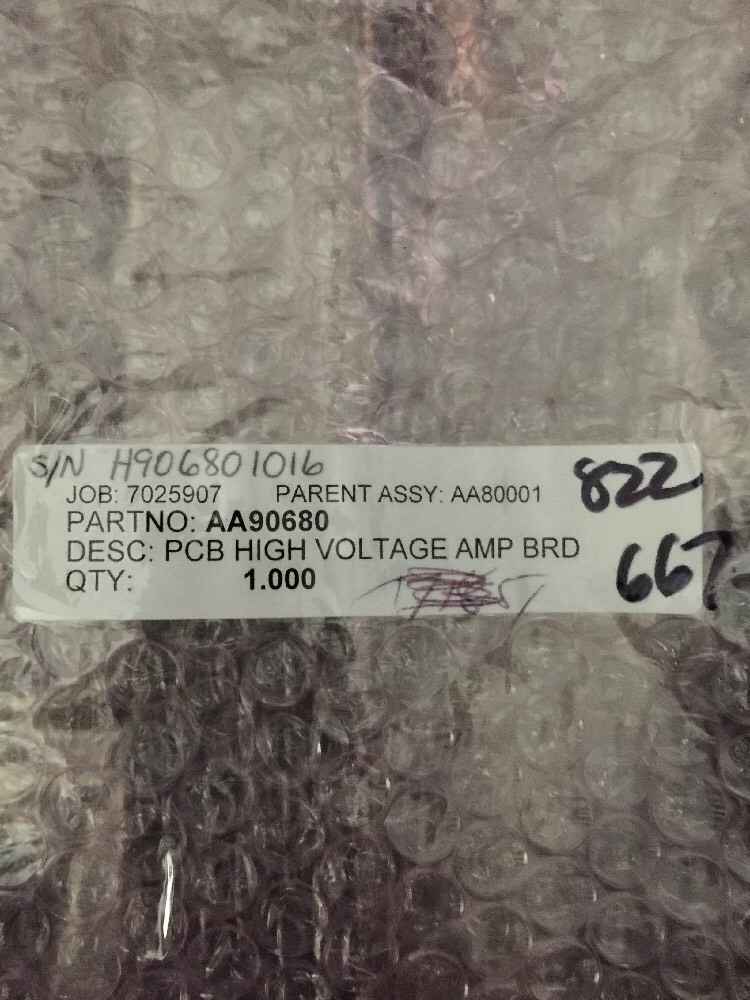 S/N H906801016
JOB: 7025907 PARENT ASSY: AA80001
822
PARTNO: AA90680
DESC: PCB HIGH VOLTAGE AMP BRD
667
QTY: 1.000